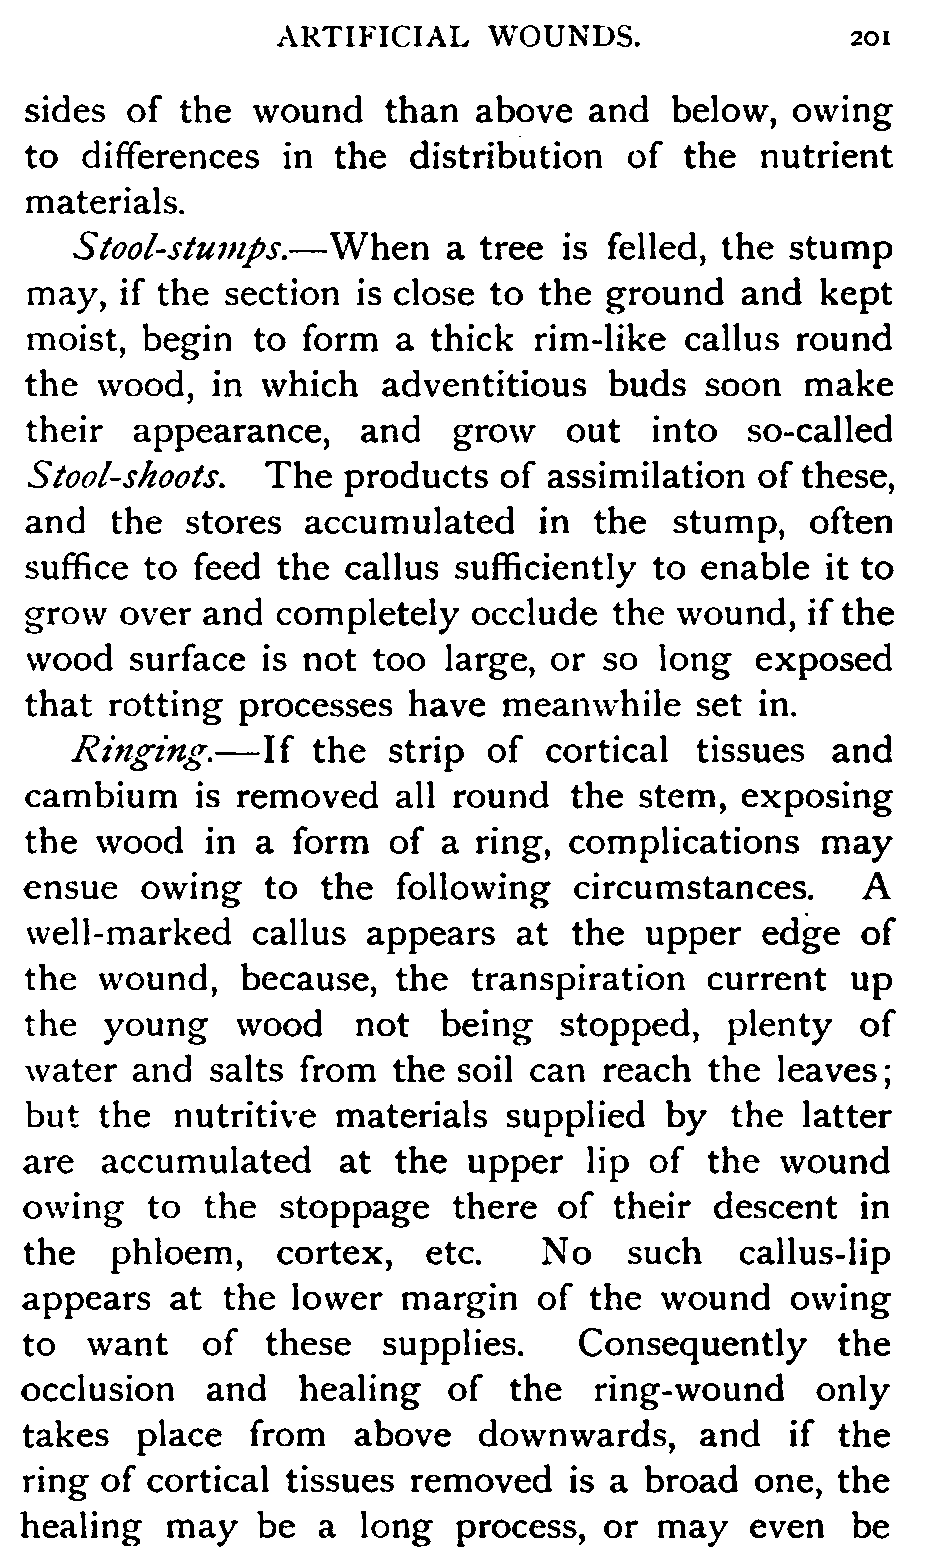 ARTIFICIAL WOUNDS. 201
sides of the wound than above and below, owing
to differences in the distribution of the nutrient
materials.
Stool-stumps.—When a tree is felled, the stump
may, if the section is close to the ground and kept
moist, begin to form a thick rim-like callus round
the wood, in which adventitious buds soon make
their appearance, and grow out into so-called
Stool-shoots. The products of assimilation of these,
and the stores accumulated in the stump, often
suffice to feed the callus sufficiently to enable it to
grow over and completely occlude the wound, if the
wood surface is not too large, or so long exposed
that rotting processes have meanwhile set in.
Ringing.—If the strip of cortical tissues and
cambium is removed all round the stem, exposing
the wood in a form of a ring, complications may
ensue owing to the following circumstances. A
well-marked callus appears at the upper edge of
the wound, because, the transpiration current up
the young wood not being stopped, plenty of
water and salts from the soil can reach the leaves;
but the nutritive materials supplied by the latter
are accumulated at the upper lip of the wound
owing to the stoppage there of their descent in
the phloem, cortex, etc. No such callus-lip
appears at the lower margin of the wound owing
to want of these supplies. Consequently the
occlusion and healing of the ring-wound only
takes place from above downwards, and if the
ring of cortical tissues removed is a broad one, the
healing may be a long process, or may even be